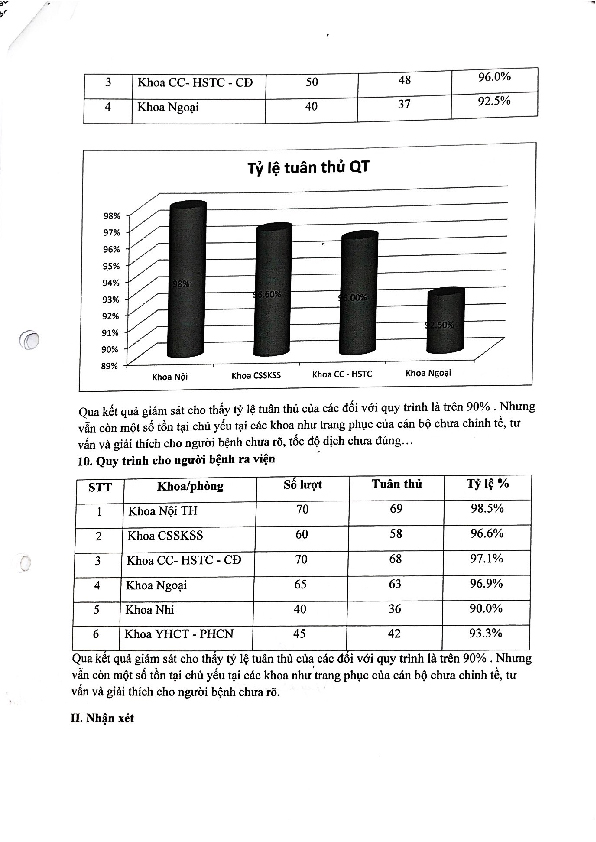 3 Khoa CC- HSTC - CĐ 50 48 96.0%
4 Khoa Ngoại 40 37 92.5%
Tỷ lệ tuân thủ QT
98%
97%
96%
95%
94%
93%
92%
91%
90%
89%
98% 96.60% 96.00% 92.50%
Khoa Nội Khoa CSSKSS Khoa CC - HSTC Khoa Ngoại
Qua kết quả giám sát cho thấy tỷ lệ tuân thủ của các đối với quy trình là trên 90% . Nhưng
vẫn còn một số tồn tại chủ yếu tại các khoa như trang phục của cán bộ chưa chỉnh tề, tư
vấn và giải thích cho người bệnh chưa rõ, tốc độ dịch chưa đúng…
10. Quy trình cho người bệnh ra viện
STT Khoa/phòng Số lượt Tuân thủ Tỷ lệ %
1 Khoa Nội TH 70 69 98.5%
2 Khoa CSSKSS 60 58 96.6%
3 Khoa CC- HSTC - CĐ 70 68 97.1%
4 Khoa Ngoại 65 63 96.9%
5 Khoa Nhi 40 36 90.0%
6 Khoa YHCT - PHCN 45 42 93.3%
Qua kết quả giám sát cho thấy tỷ lệ tuân thủ của các đối với quy trình là trên 90% . Nhưng
vẫn còn một số tồn tại chủ yếu tại các khoa như trang phục của cán bộ chưa chỉnh tề, tư
vấn và giải thích cho người bệnh chưa rõ.
II. Nhận xét